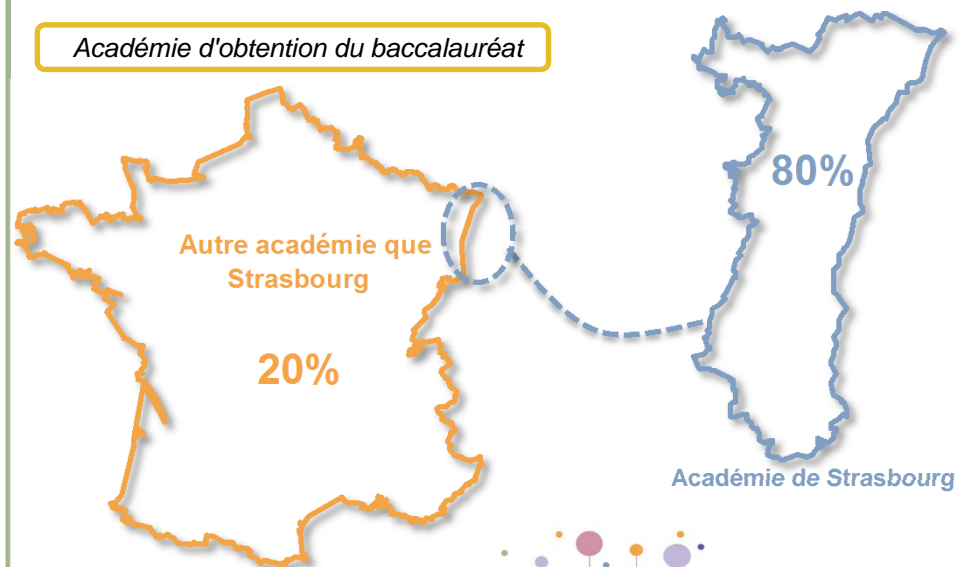 Académie d'obtention du baccalauréat
80%
Autre académie que
Strasbourg
20%
Académie de Strasbourg